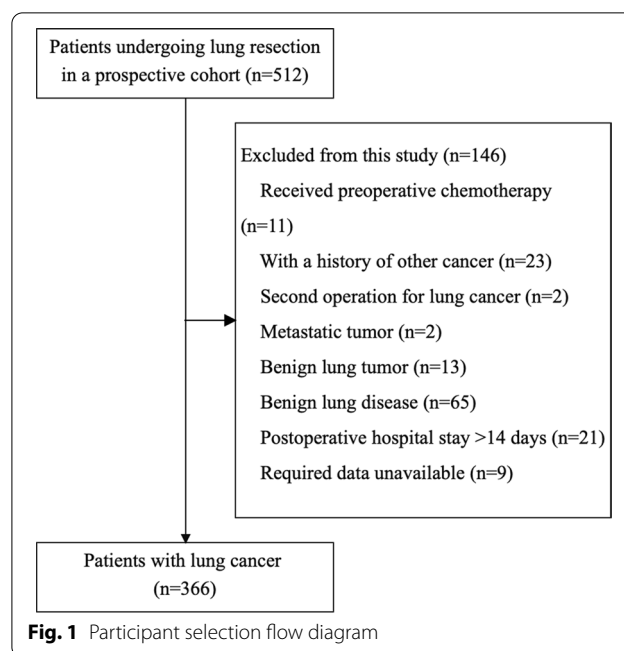 Patients undergoing lung resection
in a prospective cohort (n=512)
Excluded from this study (n=146)
Received preoperative chemotherapy
(n=11)
With a history of other cancer (n=23)
Second operation for lung cancer (n=2)
Metastatic tumor (n=2)
Benign lung tumor (n=13)
Benign lung disease (n=65)
Postoperative hospital stay >14 days (n=21)
Required data unavailable (n=9)
Patients with lung cancer
(n=366)
Fig. 1 Participant selection flow diagram